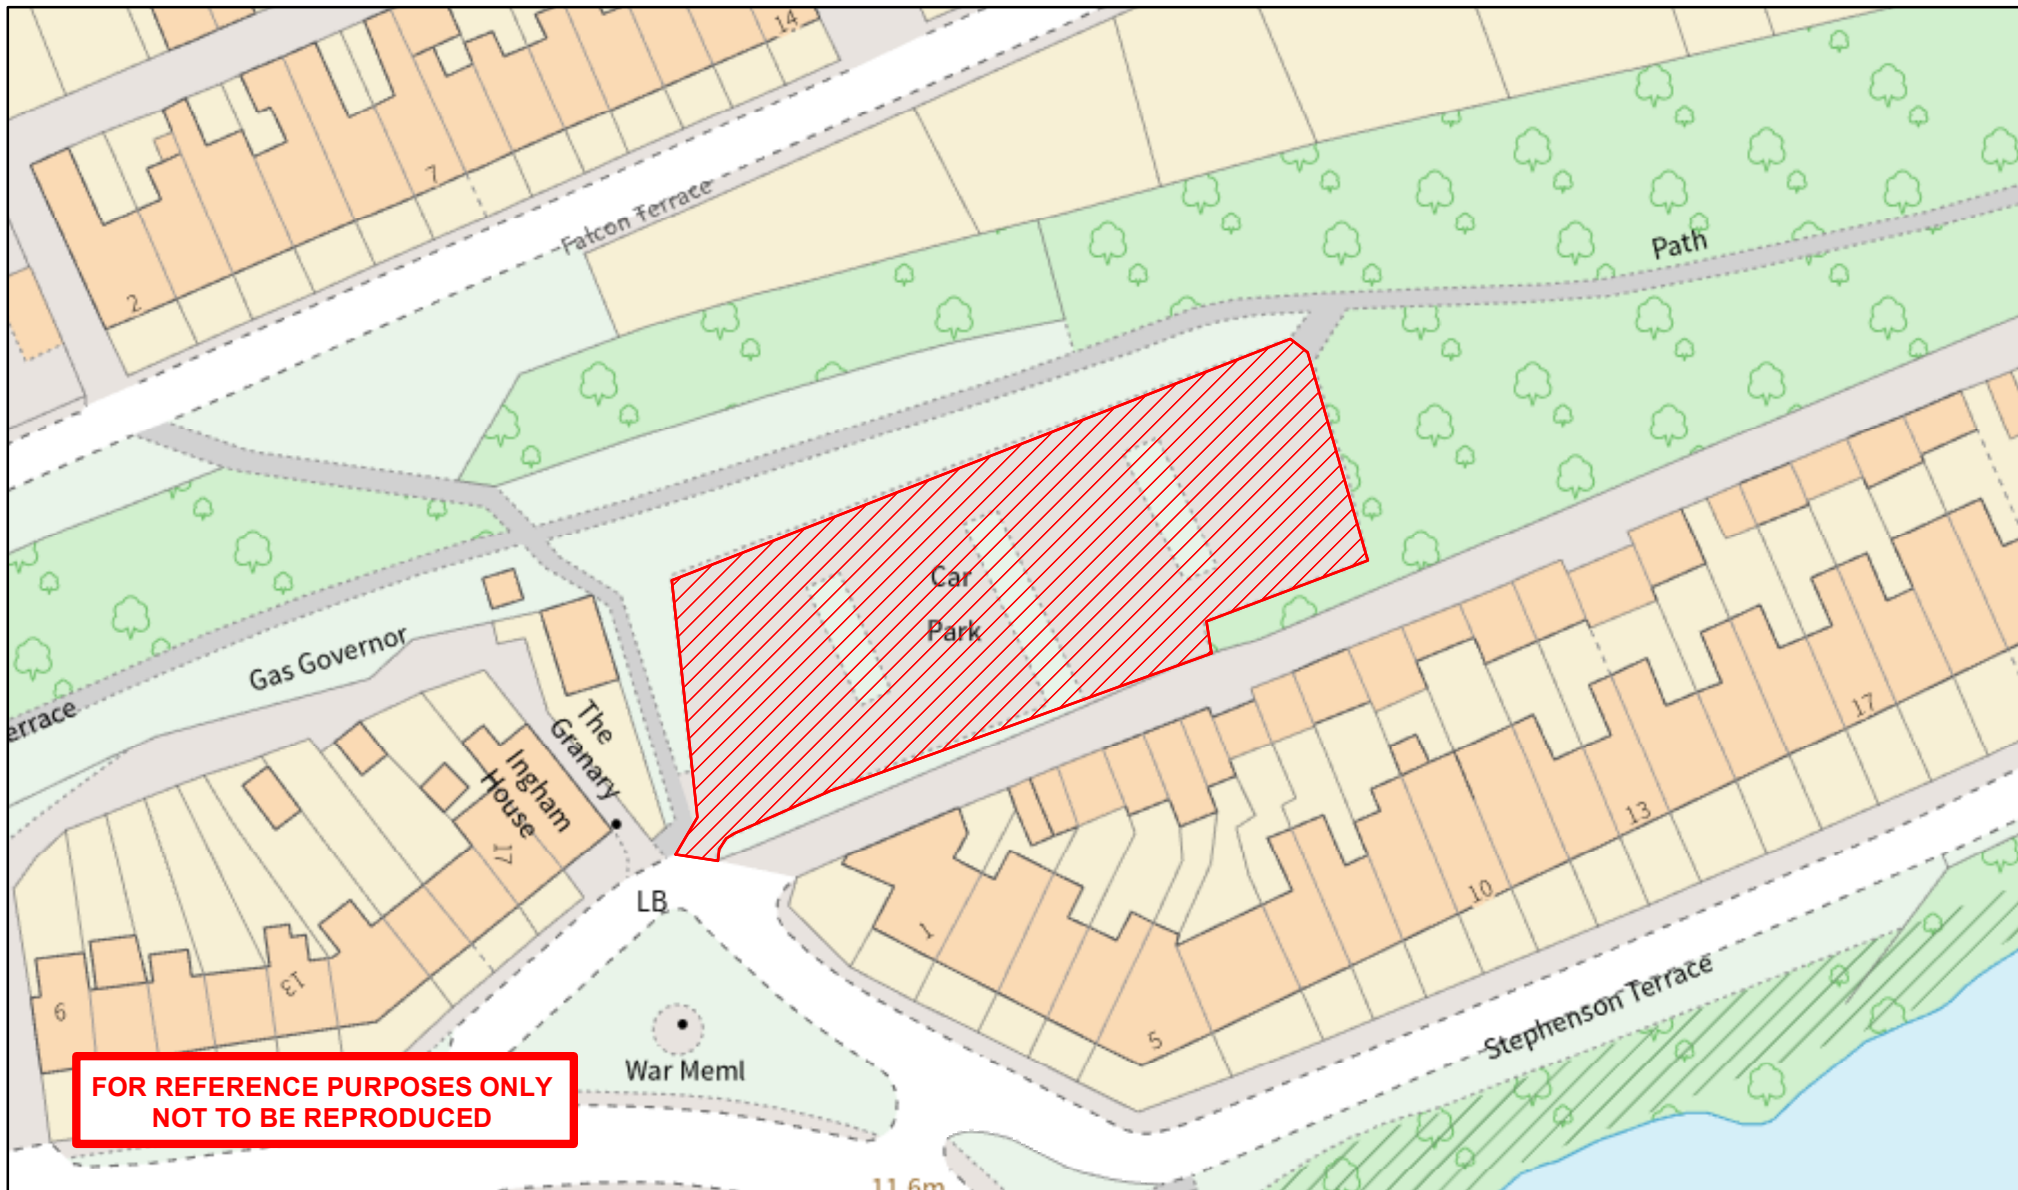 14
7
Falcon Terrace
2
Path
Car
Park
Gas Governor
The
Granary
Ingham
House
17
errace
17
13
10
LB
1
13
6
5
Stephenson Terrace
War Meml
FOR REFERENCE PURPOSES ONLY
NOT TO BE REPRODUCED
11.6m